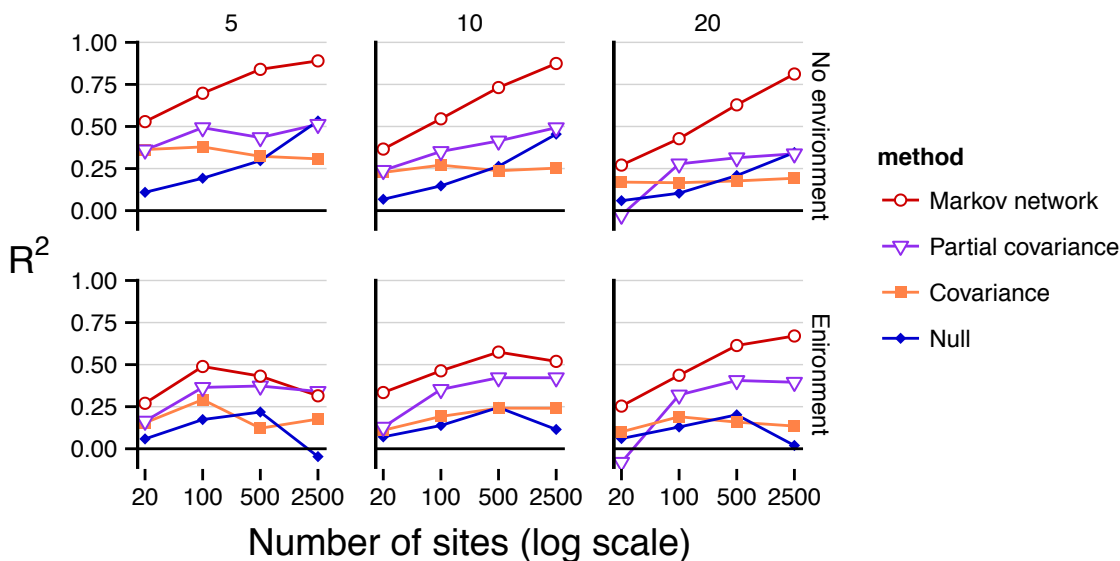 5 10 20
1.00
0.75
0.50
0.25
0.00
No environment
R2
1.00
0.75
0.50
0.25
0.00
Enironment
20 100 500 2500 20 100 500 2500 20 100 500 2500
Number of sites (log scale)
method
Markov network
Partial covariance
Covariance
Null